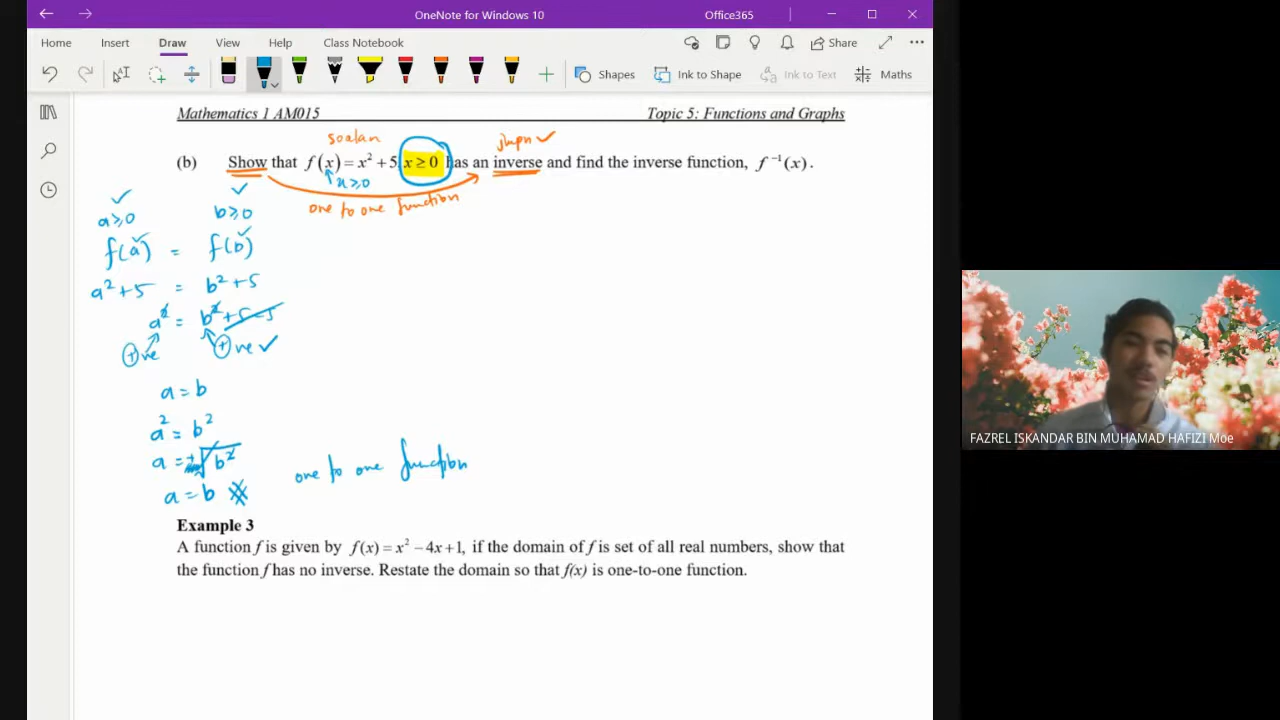 OneNote for Windows 10
Office365
Home Insert Draw View Help Class Notebook
Share
Shapes
Ink to Shape
Ink to Text
Maths
Mathematics 1 AM015
Topic 5: Functions and Graphs
soalan
✓
(b) Show that f(x) = x² + 5, x ≥ 0 has an inverse and find the inverse function, f⁻¹(x).
x ≥ 0
one to one function
✓ ✓
a ≥ 0 b ≥ 0
f(a) = f(b)
a² + 5 = b² + 5
a² = b² + 5 - 5
+ve +ve ✓
a = b
a² = b²
a = ±√b²
a = b
one to one function
Example 3
A function f is given by f(x) = x² − 4x + 1, if the domain of f is set of all real numbers, show that
the function f has no inverse. Restate the domain so that f(x) is one-to-one function.
FAZREL ISKANDAR BIN MUHAMAD HAFIZI Moe